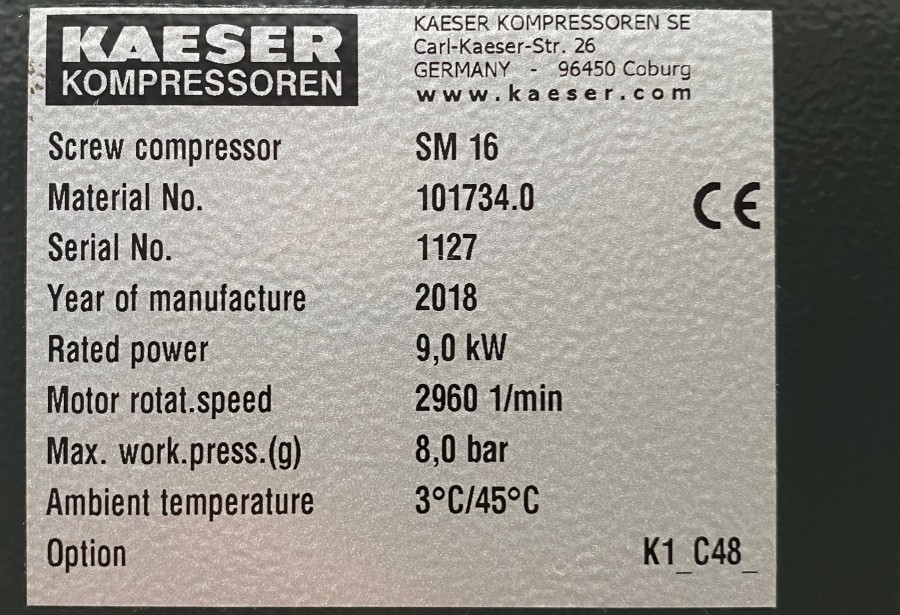 KAESER
KOMPRESSOREN
KAESER KOMPRESSOREN SE
Carl-Kaeser-Str. 26
GERMANY - 96450 Coburg
www.kaeser.com
Screw compressor SM 16
Material No. 101734.0
CE
Serial No. 1127
Year of manufacture 2018
Rated power 9,0 kW
Motor rotat.speed 2960 1/min
Max. work.press.(g) 8,0 bar
Ambient temperature 3°C/45°C
Option K1_C48_